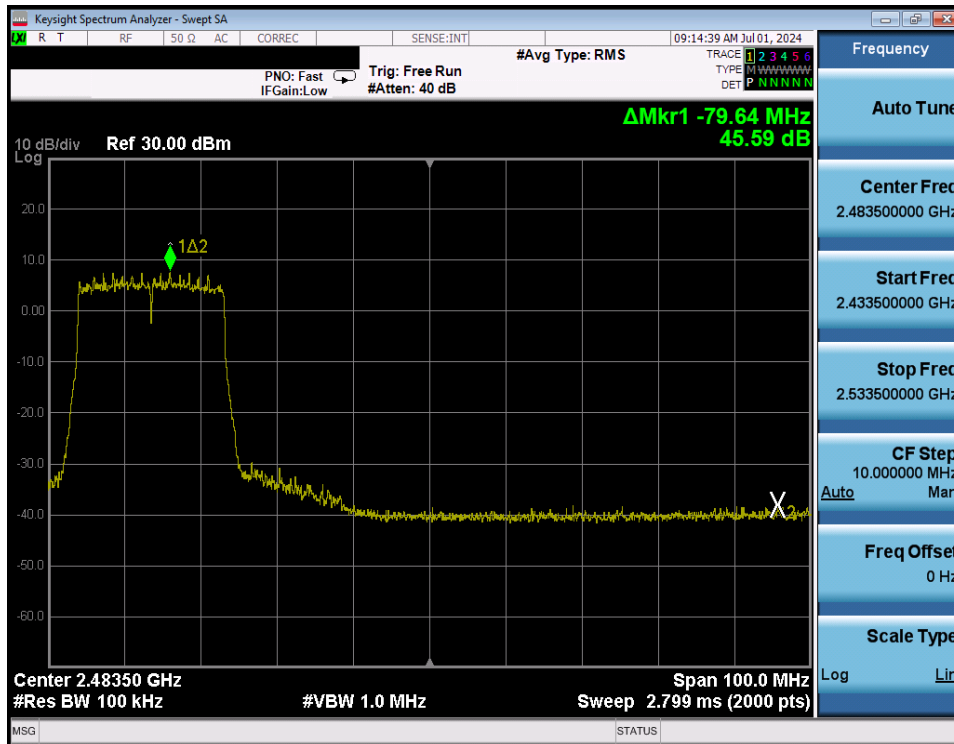 Keysight Spectrum Analyzer - Swept SA
LXI R T RF 50 Ω AC CORREC SENSE:INT 09:14:39 AM Jul 01, 2024
PNO: Fast
IFGain:Low
Trig: Free Run
#Atten: 40 dB
#Avg Type: RMS
TRACE 1 2 3 4 5 6
TYPE M WWWWW
DET P N N N N N
ΔMkr1 -79.64 MHz
45.59 dB
10 dB/div Ref 30.00 dBm
Log
20.0
10.0
0.00
-10.0
-20.0
-30.0
-40.0
-50.0
-60.0
1Δ2
X2
Center 2.48350 GHz
Span 100.0 MHz
#Res BW 100 kHz
#VBW 1.0 MHz
Sweep 2.799 ms (2000 pts)
MSG STATUS
Frequency
Auto Tune
Center Freq
2.483500000 GHz
Start Freq
2.433500000 GHz
Stop Freq
2.533500000 GHz
CF Step
10.000000 MHz
Auto Man
Freq Offset
0 Hz
Scale Type
Log Lin